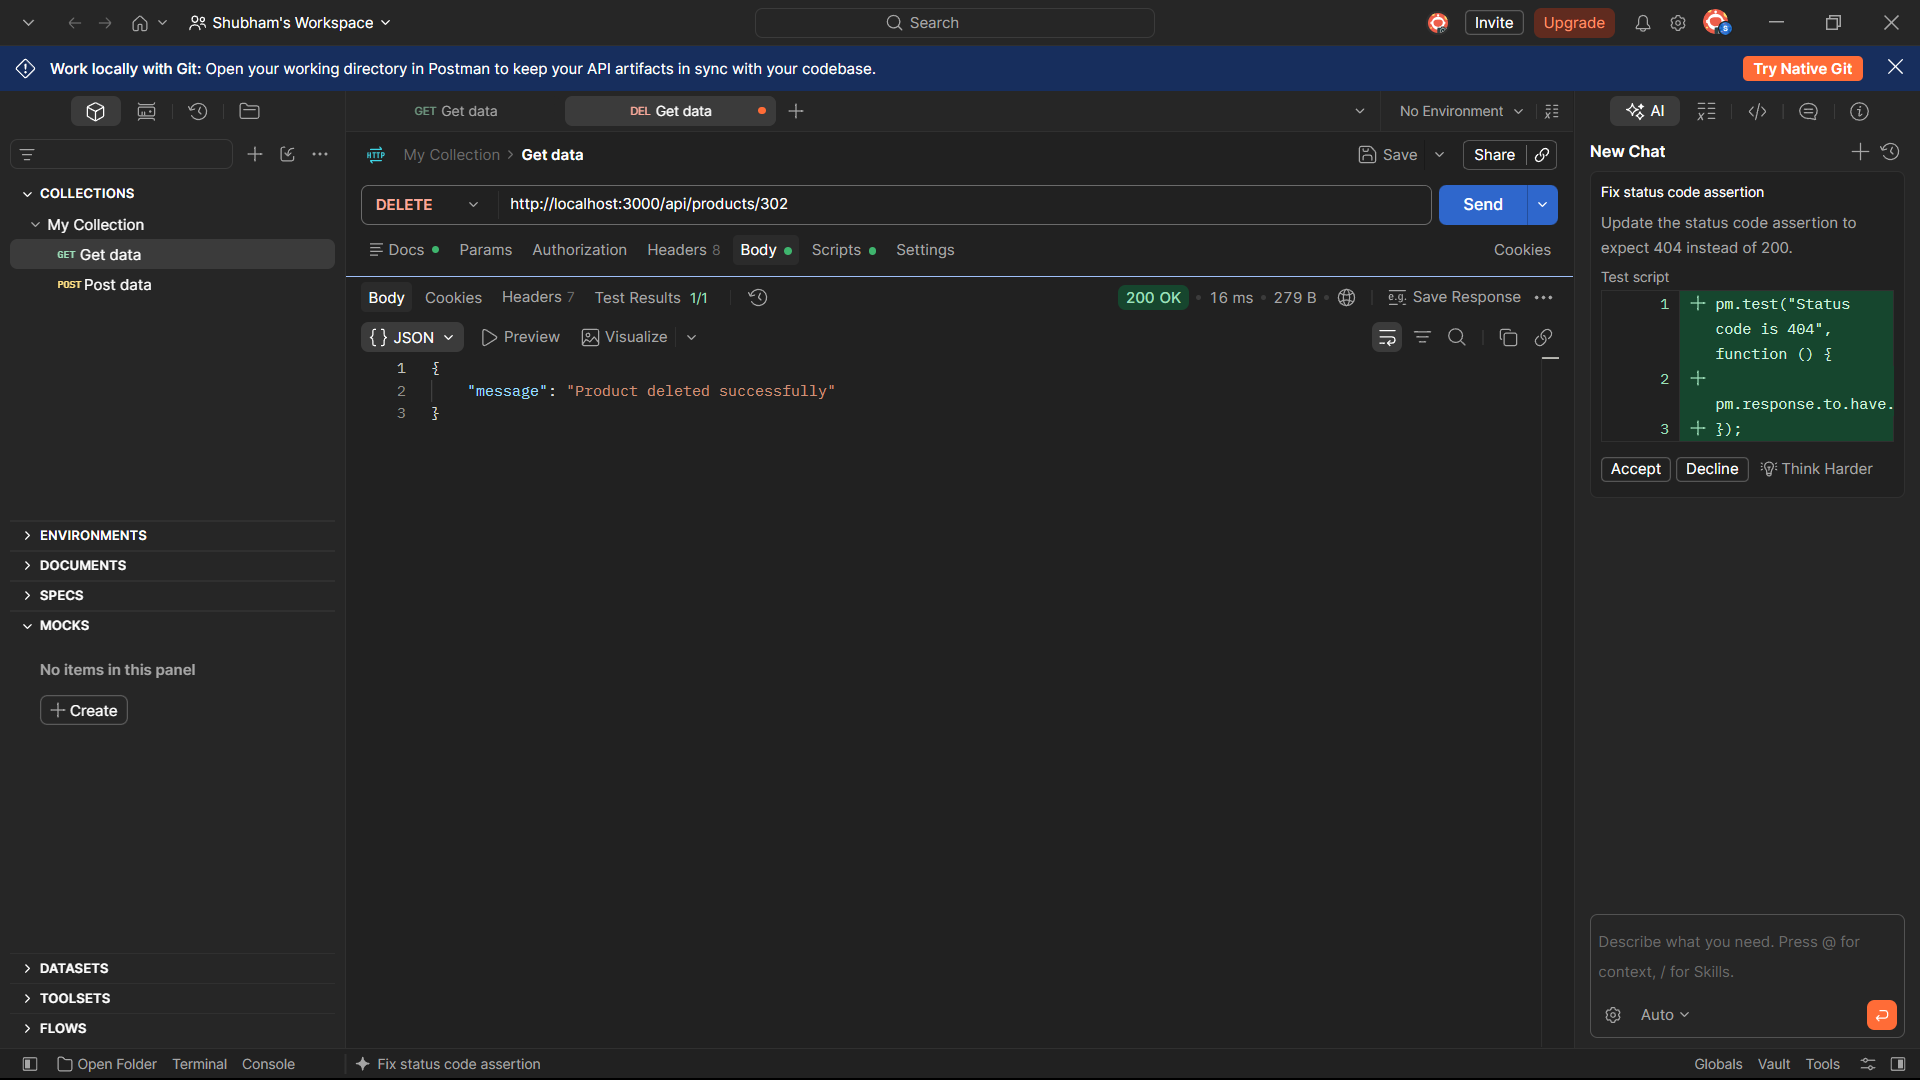 Shubham's Workspace
Search
Invite
Upgrade
Work locally with Git: Open your working directory in Postman to keep your API artifacts in sync with your codebase.
Try Native Git
GET Get data
DEL Get data
No Environment
AI
My Collection > Get data
Save
Share
New Chat
COLLECTIONS
My Collection
GET Get data
POST Post data
DELETE
http://localhost:3000/api/products/302
Send
Docs
Params
Authorization
Headers 8
Body
Scripts
Settings
Cookies
Body
Cookies
Headers 7
Test Results 1/1
200 OK
16 ms
279 B
e.g. Save Response
{} JSON
Preview
Visualize
1 {
2 "message": "Product deleted successfully"
3 }
Fix status code assertion
Update the status code assertion to
expect 404 instead of 200.
Test script
1 + pm.test("Status
code is 404",
function () {
2 +
pm.response.to.have.
3 + });
Accept
Decline
Think Harder
ENVIRONMENTS
DOCUMENTS
SPECS
MOCKS
No items in this panel
Create
DATASETS
TOOLSETS
FLOWS
Describe what you need. Press @ for
context, / for Skills.
Auto
Open Folder
Terminal
Console
Fix status code assertion
Globals
Vault
Tools